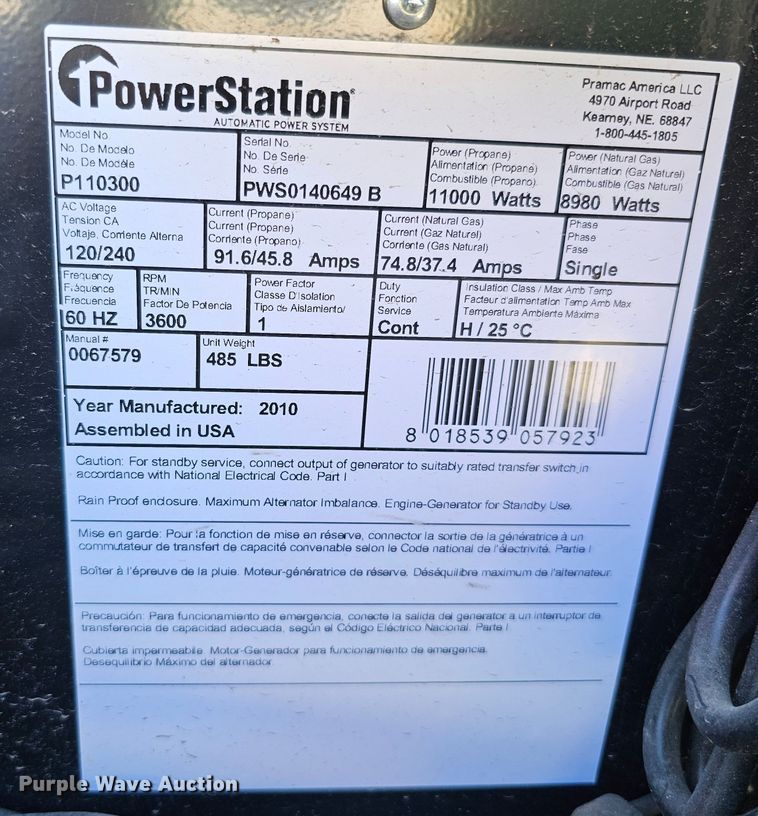 PowerStation®
AUTOMATIC POWER SYSTEM
Pramac America LLC
4970 Airport Road
Kearney, NE. 68847
1-800-445-1805
Model No
No. De Modelo
No. De Modèle
P110300
Serial No.
No. De Serie
No. Série
PWS0140649 B
Power (Propane)
Alimentation (Propane)
Combustible (Propano)
11000 Watts
Power (Natural Gas)
Alimentation (Gaz Naturel)
Combustible (Gas Natural)
8980 Watts
AC Voltage
Tension CA
Voltaje, Corriente Alterna
120/240
Current (Propane)
Current (Propane)
Corriente (Propano)
91.6/45.8 Amps
Current (Natural Gas)
Current (Gaz Naturel)
Corriente (Gas Natural)
74.8/37.4 Amps
Phase
Phase
Fase
Single
Frequency
Fréquence
Frecuencia
60 HZ
RPM
TR/MIN
Factor De Potencia
3600
Power Factor
Classe D'Isolation
Tipo de Aislamiento/
1
Duty
Fonction
Service
Cont
Insulation Class / Max Amb Temp
Facteur d'alimentation Temp Amb Max
Temperatura Ambiente Máxima
H / 25 °C
Manual #
0067579
Unit Weight
485 LBS
Year Manufactured: 2010
Assembled in USA
8 018539 057923
Caution: For standby service, connect output of generator to suitably rated transfer switch in
accordance with National Electrical Code. Part I
Rain Proof enclosure. Maximum Alternator Imbalance. Engine-Generator for Standby Use.
Mise en garde: Pour la fonction de mise en réserve, connector la sortie de la génératrice à un
commutateur de transfert de capacité convenable selon le Code national de l'électrivité. Partie I
Boîter à l'épreuve de la pluie. Moteur-génératrice de réserve. Déséquilibre maximum de l'alternateur
Precaución: Para funcionamiento de emergencia, conecte la salida del generator a un interruptor de
transferencia de capacidad adecuada, según el Código Eléctrico Nacional. Parte I
Cubierta impermeabile. Motor-Generador para funcionamiento de emergencia.
Desequilibrio Máximo del alternador
Purple Wave Auction